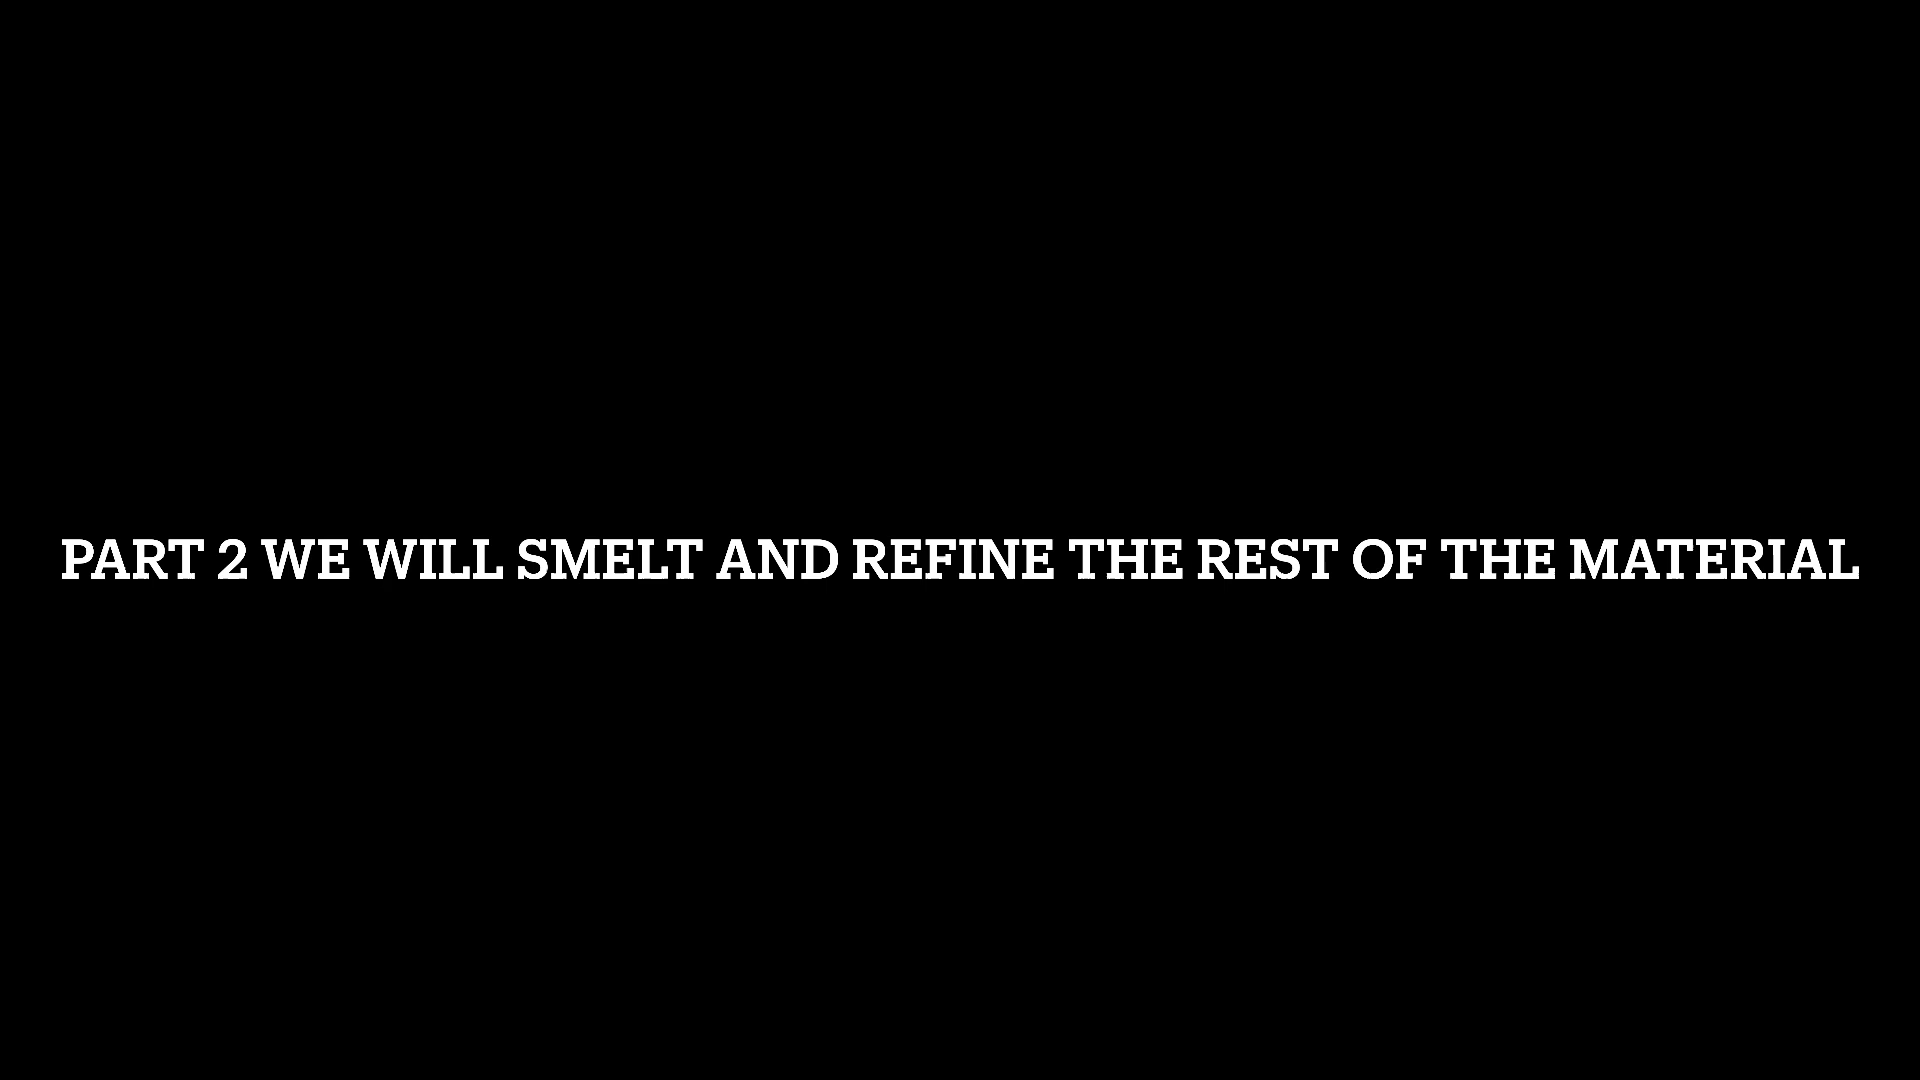 PART 2 WE WILL SMELT AND REFINE THE REST OF THE MATERIAL